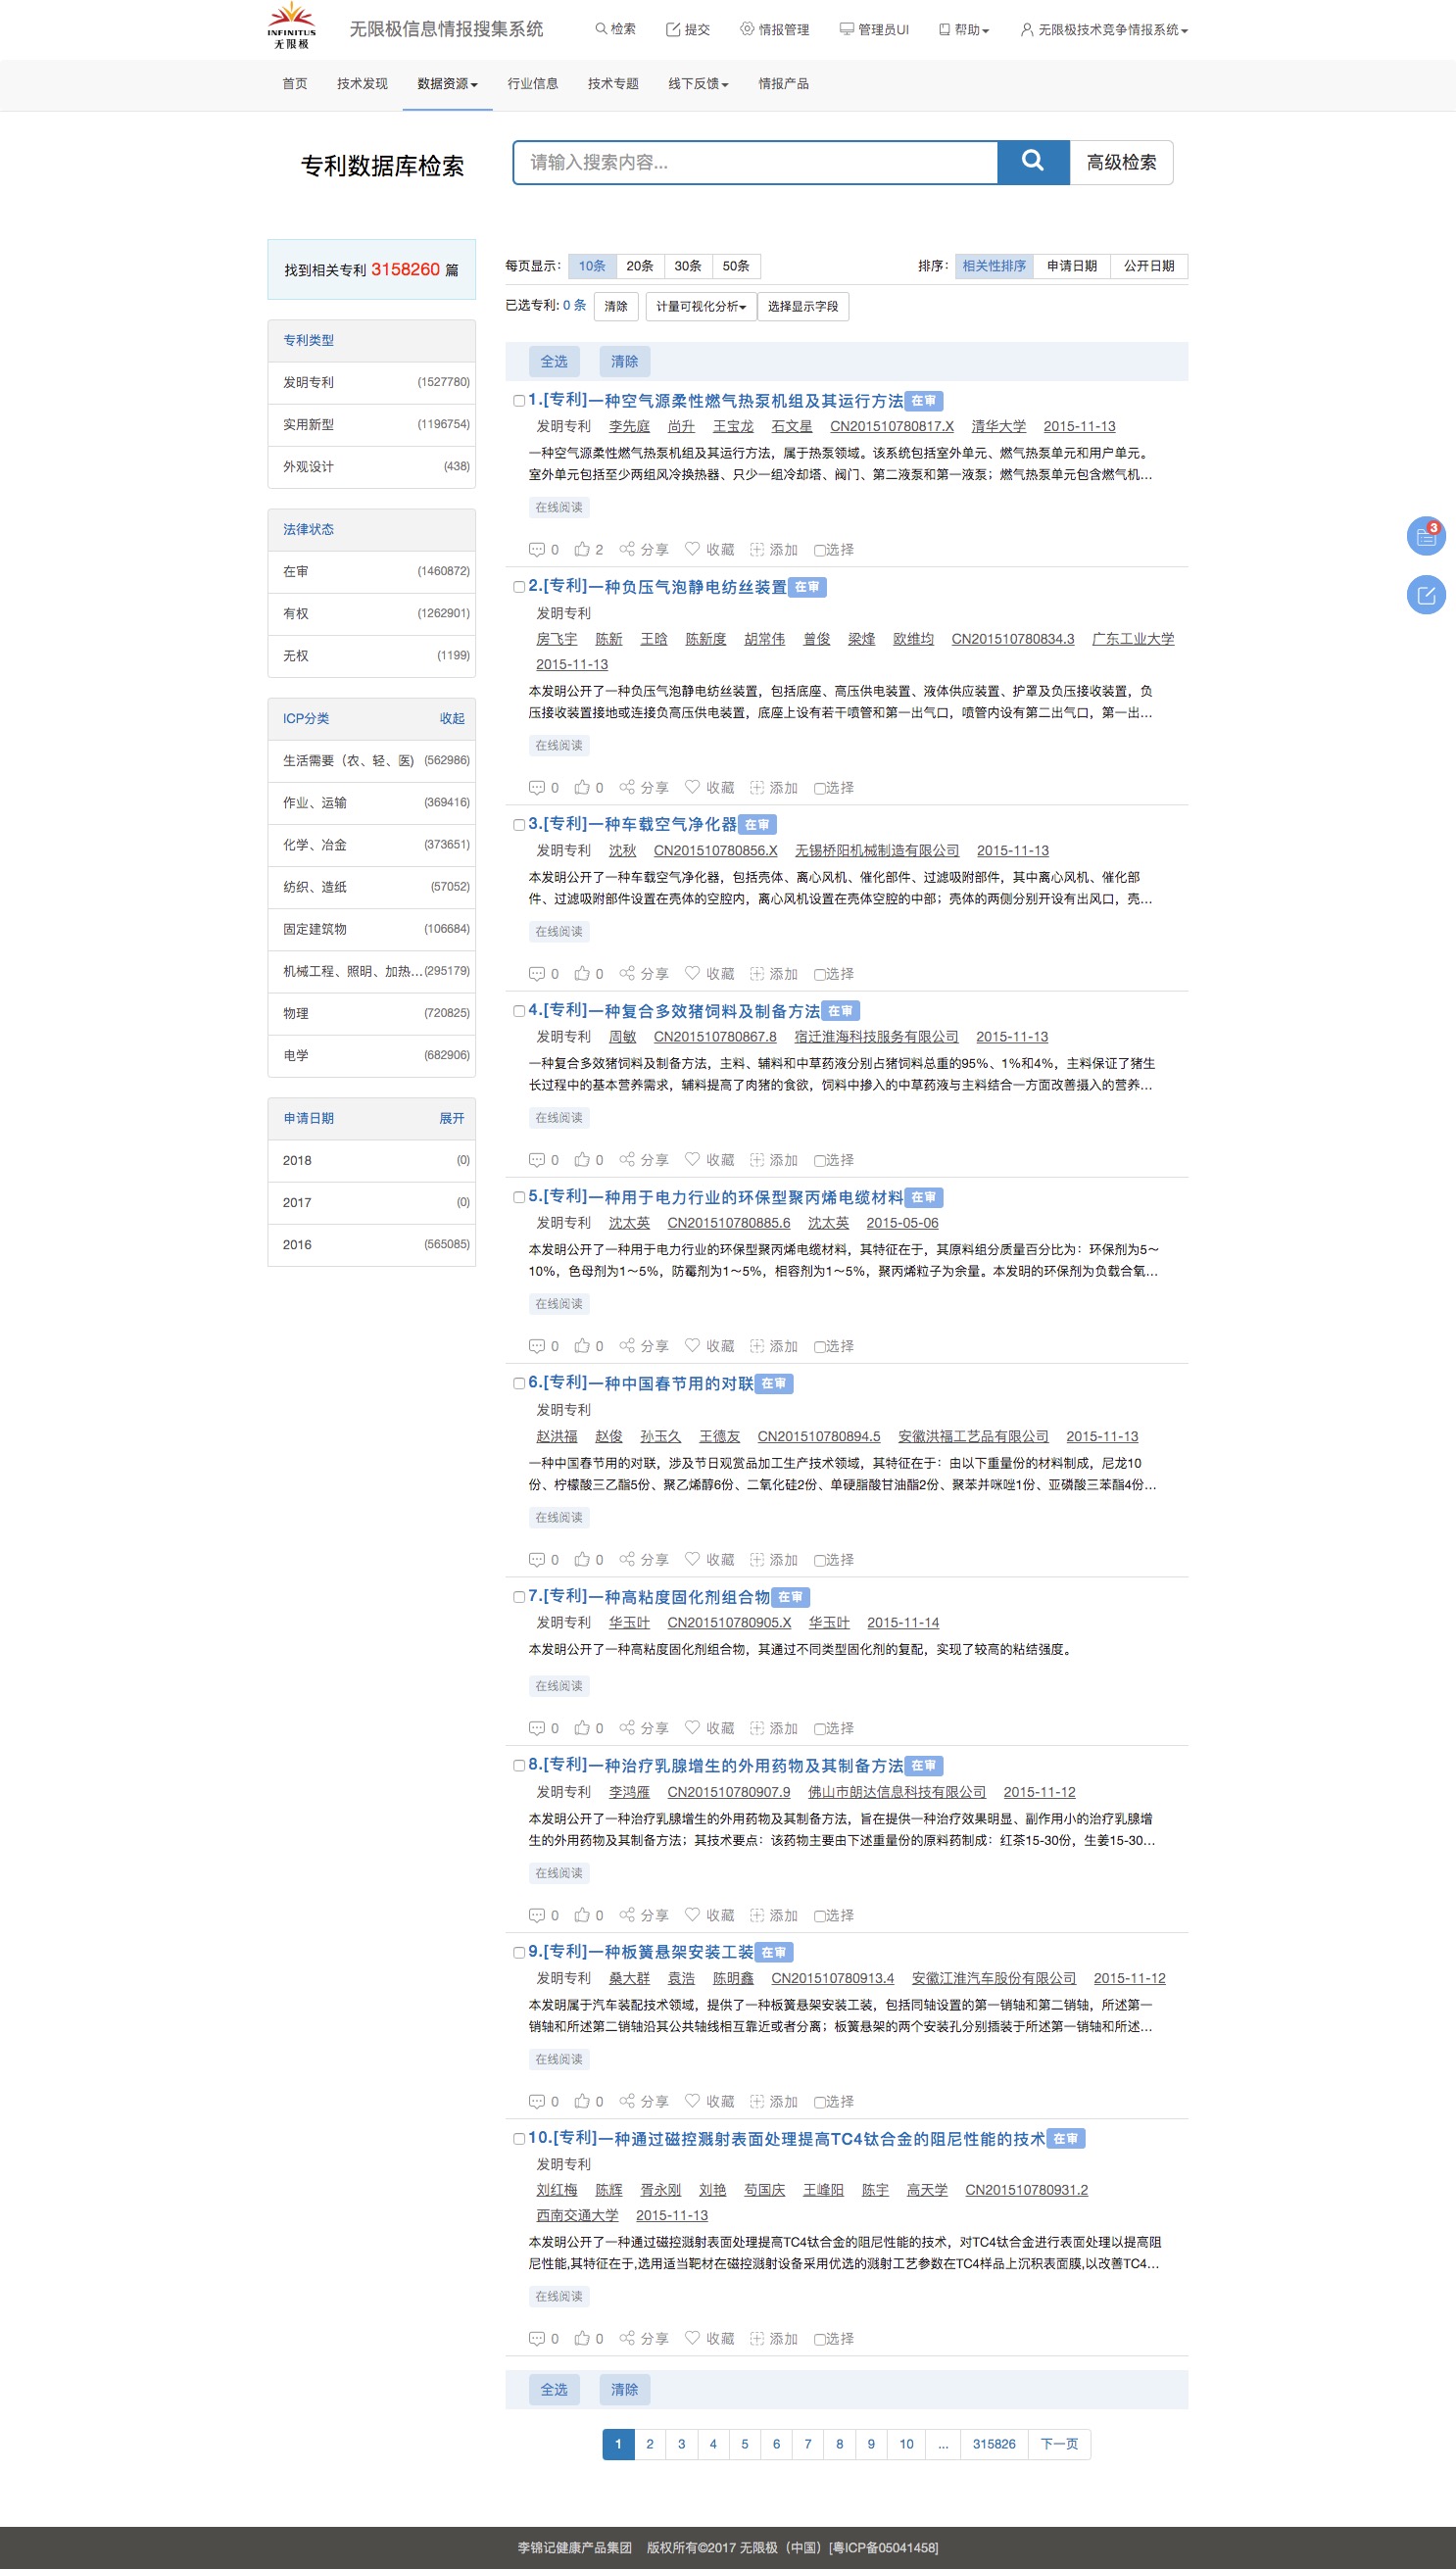 INFINITUS
无限极
无限极信息情报搜集系统 检索 提交 情报管理 管理员UI 帮助 无限极技术竞争情报系统
首页 技术发现 数据资源 行业信息 技术专题 线下反馈 情报产品
专利数据库检索 请输入搜索内容... 高级检索
找到相关专利 3158260 篇
专利类型
发明专利 (1527780)
实用新型 (1196754)
外观设计 (438)
法律状态
在审 (1460872)
有权 (1262901)
无权 (1199)
ICP分类 收起
生活需要（农、轻、医) (562986)
作业、运输 (369416)
化学、冶金 (373651)
纺织、造纸 (57052)
固定建筑物 (106684)
机械工程、照明、加热... (295179)
物理 (720825)
电学 (682906)
申请日期 展开
2018 (0)
2017 (0)
2016 (565085)
每页显示： 10条 20条 30条 50条 排序： 相关性排序 申请日期 公开日期
已选专利: 0 条 清除 计量可视化分析 选择显示字段
全选 清除
1.[专利]一种空气源柔性燃气热泵机组及其运行方法 在审
发明专利 李先庭 尚升 王宝龙 石文星 CN201510780817.X 清华大学 2015-11-13
一种空气源柔性燃气热泵机组及其运行方法，属于热泵领域。该系统包括室外单元、燃气热泵单元和用户单元。
室外单元包括至少两组风冷换热器、只少一组冷却塔、阀门、第二液泵和第一液泵；燃气热泵单元包含燃气机...
在线阅读
0 2 分享 收藏 添加 选择
2.[专利]一种负压气泡静电纺丝装置 在审
发明专利
房飞宇 陈新 王晗 陈新度 胡常伟 曾俊 梁烽 欧维均 CN201510780834.3 广东工业大学
2015-11-13
本发明公开了一种负压气泡静电纺丝装置，包括底座、高压供电装置、液体供应装置、护罩及负压接收装置，负
压接收装置接地或连接负高压供电装置，底座上设有若干喷管和第一出气口，喷管内设有第二出气口，第一出...
在线阅读
0 0 分享 收藏 添加 选择
3.[专利]一种车载空气净化器 在审
发明专利 沈秋 CN201510780856.X 无锡桥阳机械制造有限公司 2015-11-13
本发明公开了一种车载空气净化器，包括壳体、离心风机、催化部件、过滤吸附部件，其中离心风机、催化部
件、过滤吸附部件设置在壳体的空腔内，离心风机设置在壳体空腔的中部；壳体的两侧分别开设有出风口，壳...
在线阅读
0 0 分享 收藏 添加 选择
4.[专利]一种复合多效猪饲料及制备方法 在审
发明专利 周敏 CN201510780867.8 宿迁淮海科技服务有限公司 2015-11-13
一种复合多效猪饲料及制备方法，主料、辅料和中草药液分别占猪饲料总重的95%、1%和4%，主料保证了猪生
长过程中的基本营养需求，辅料提高了肉猪的食欲，饲料中掺入的中草药液与主料结合一方面改善摄入的营养...
在线阅读
0 0 分享 收藏 添加 选择
5.[专利]一种用于电力行业的环保型聚丙烯电缆材料 在审
发明专利 沈太英 CN201510780885.6 沈太英 2015-05-06
本发明公开了一种用于电力行业的环保型聚丙烯电缆材料，其特征在于，其原料组分质量百分比为：环保剂为5～
10%，色母剂为1～5%，防霉剂为1～5%，相容剂为1～5%，聚丙烯粒子为余量。本发明的环保剂为负载合氧...
在线阅读
0 0 分享 收藏 添加 选择
6.[专利]一种中国春节用的对联 在审
发明专利
赵洪福 赵俊 孙玉久 王德友 CN201510780894.5 安徽洪福工艺品有限公司 2015-11-13
一种中国春节用的对联，涉及节日观赏品加工生产技术领域，其特征在于：由以下重量份的材料制成，尼龙10
份、柠檬酸三乙酯5份、聚乙烯醇6份、二氧化硅2份、单硬脂酸甘油酯2份、聚苯并咪唑1份、亚磷酸三苯酯4份...
在线阅读
0 0 分享 收藏 添加 选择
7.[专利]一种高粘度固化剂组合物 在审
发明专利 华玉叶 CN201510780905.X 华玉叶 2015-11-14
本发明公开了一种高粘度固化剂组合物，其通过不同类型固化剂的复配，实现了较高的粘结强度。
在线阅读
0 0 分享 收藏 添加 选择
8.[专利]一种治疗乳腺增生的外用药物及其制备方法 在审
发明专利 李鸿雁 CN201510780907.9 佛山市朗达信息科技有限公司 2015-11-12
本发明公开了一种治疗乳腺增生的外用药物及其制备方法，旨在提供一种治疗效果明显、副作用小的治疗乳腺增
生的外用药物及其制备方法；其技术要点：该药物主要由下述重量份的原料药制成：红茶15-30份，生姜15-30...
在线阅读
0 0 分享 收藏 添加 选择
9.[专利]一种板簧悬架安装工装 在审
发明专利 桑大群 袁浩 陈明鑫 CN201510780913.4 安徽江淮汽车股份有限公司 2015-11-12
本发明属于汽车装配技术领域，提供了一种板簧悬架安装工装，包括同轴设置的第一销轴和第二销轴，所述第一
销轴和所述第二销轴沿其公共轴线相互靠近或者分离；板簧悬架的两个安装孔分别插装于所述第一销轴和所述...
在线阅读
0 0 分享 收藏 添加 选择
10.[专利]一种通过磁控溅射表面处理提高TC4钛合金的阻尼性能的技术 在审
发明专利
刘红梅 陈辉 胥永刚 刘艳 苟国庆 王峰阳 陈宇 高天学 CN201510780931.2
西南交通大学 2015-11-13
本发明公开了一种通过磁控溅射表面处理提高TC4钛合金的阻尼性能的技术，对TC4钛合金进行表面处理以提高阻
尼性能,其特征在于,选用适当靶材在磁控溅射设备采用优选的溅射工艺参数在TC4样品上沉积表面膜,以改善TC4...
在线阅读
0 0 分享 收藏 添加 选择
全选 清除
1 2 3 4 5 6 7 8 9 10 ... 315826 下一页
3
李锦记健康产品集团 版权所有©2017 无限极（中国）[粤ICP备05041458]